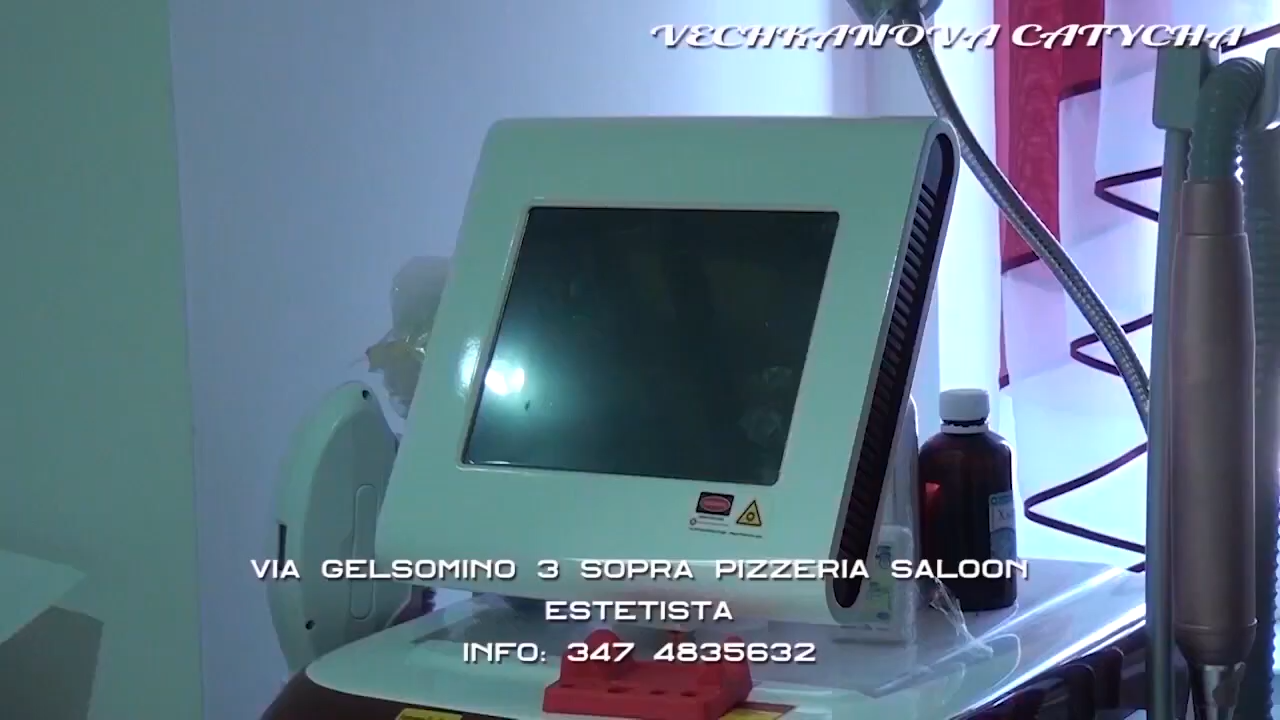 VECHKANOVA CATYCHA
VIA GELSOMINO 3 SOPRA PIZZERIA SALOON
ESTETISTA
INFO: 347 4835632